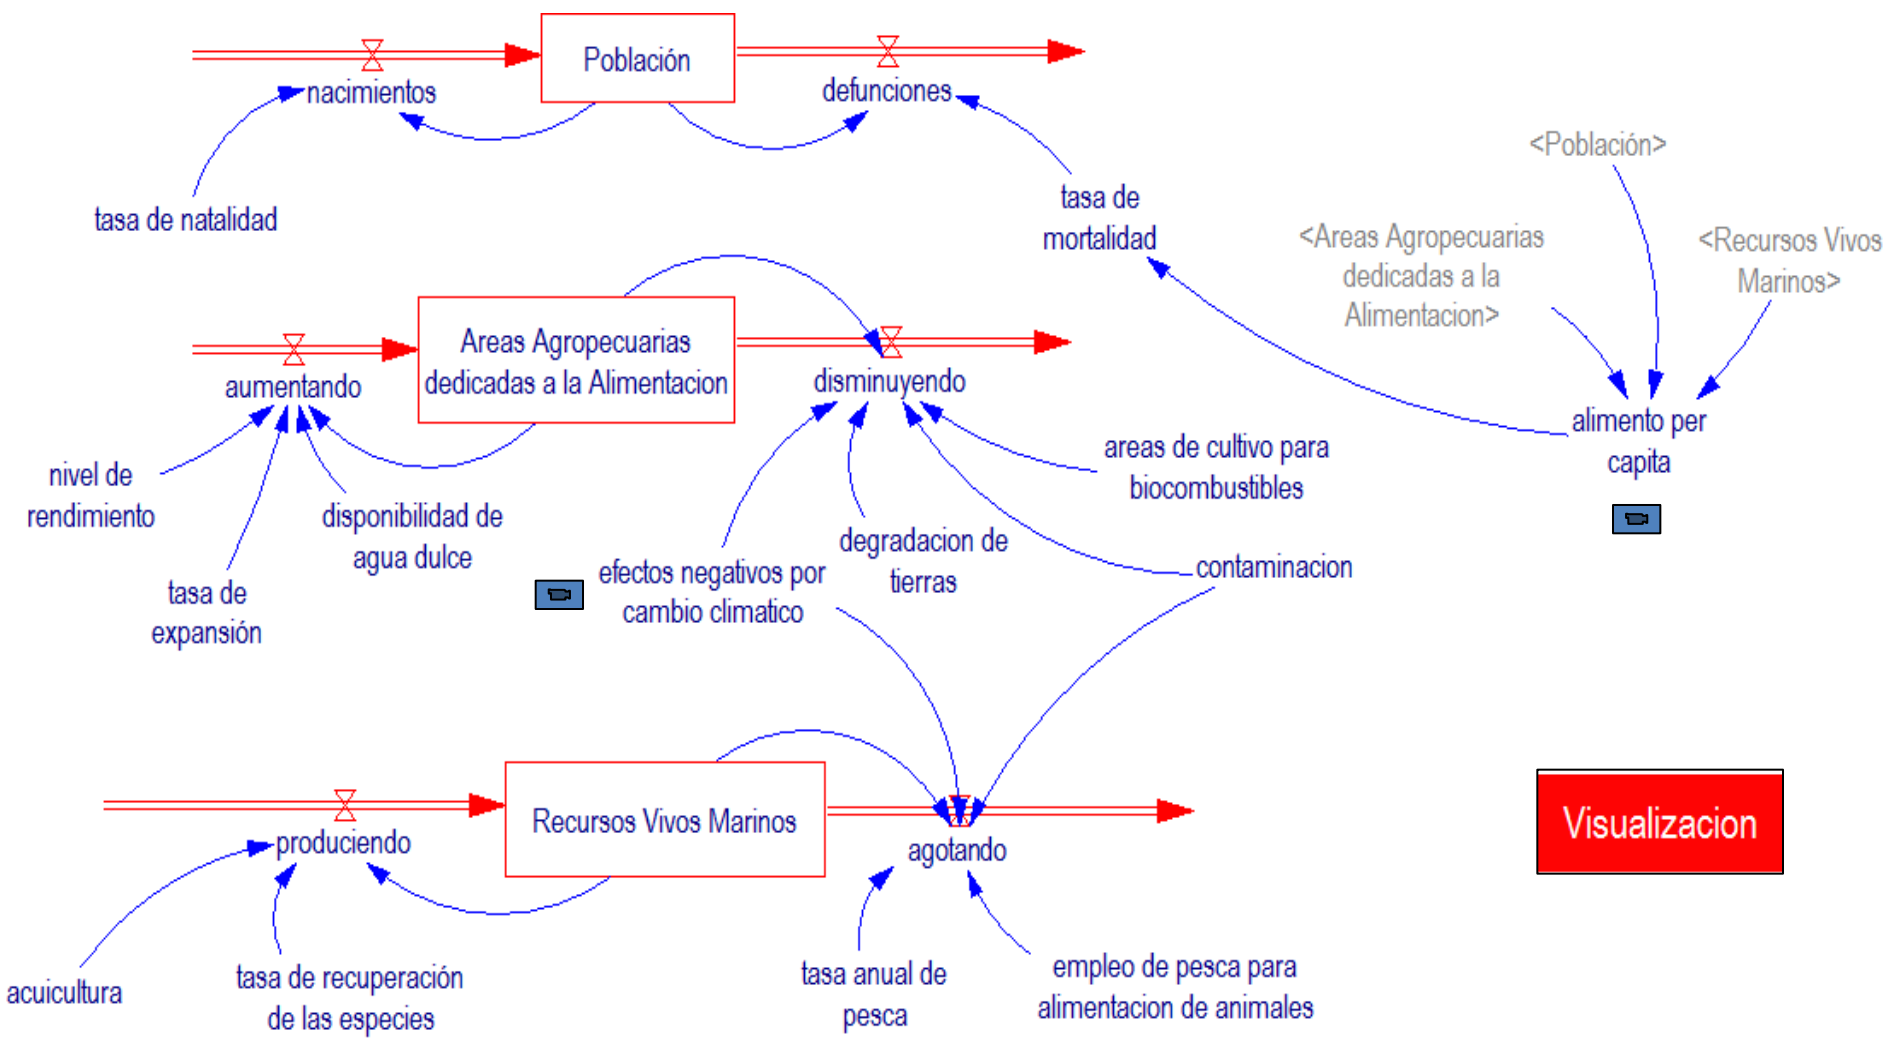 Población
nacimientos
defunciones
tasa de natalidad
tasa de
mortalidad
<Población>
<Areas Agropecuarias
dedicadas a la
Alimentacion>
<Recursos Vivos
Marinos>
Areas Agropecuarias
dedicadas a la Alimentacion
aumentando
disminuyendo
alimento per
capita
nivel de
rendimiento
disponibilidad de
agua dulce
areas de cultivo para
biocombustibles
degradacion de
tierras
contaminacion
efectos negativos por
cambio climatico
tasa de
expansión
Recursos Vivos Marinos
produciendo
agotando
Visualizacion
acuicultura
tasa de recuperación
de las especies
tasa anual de
pesca
empleo de pesca para
alimentacion de animales